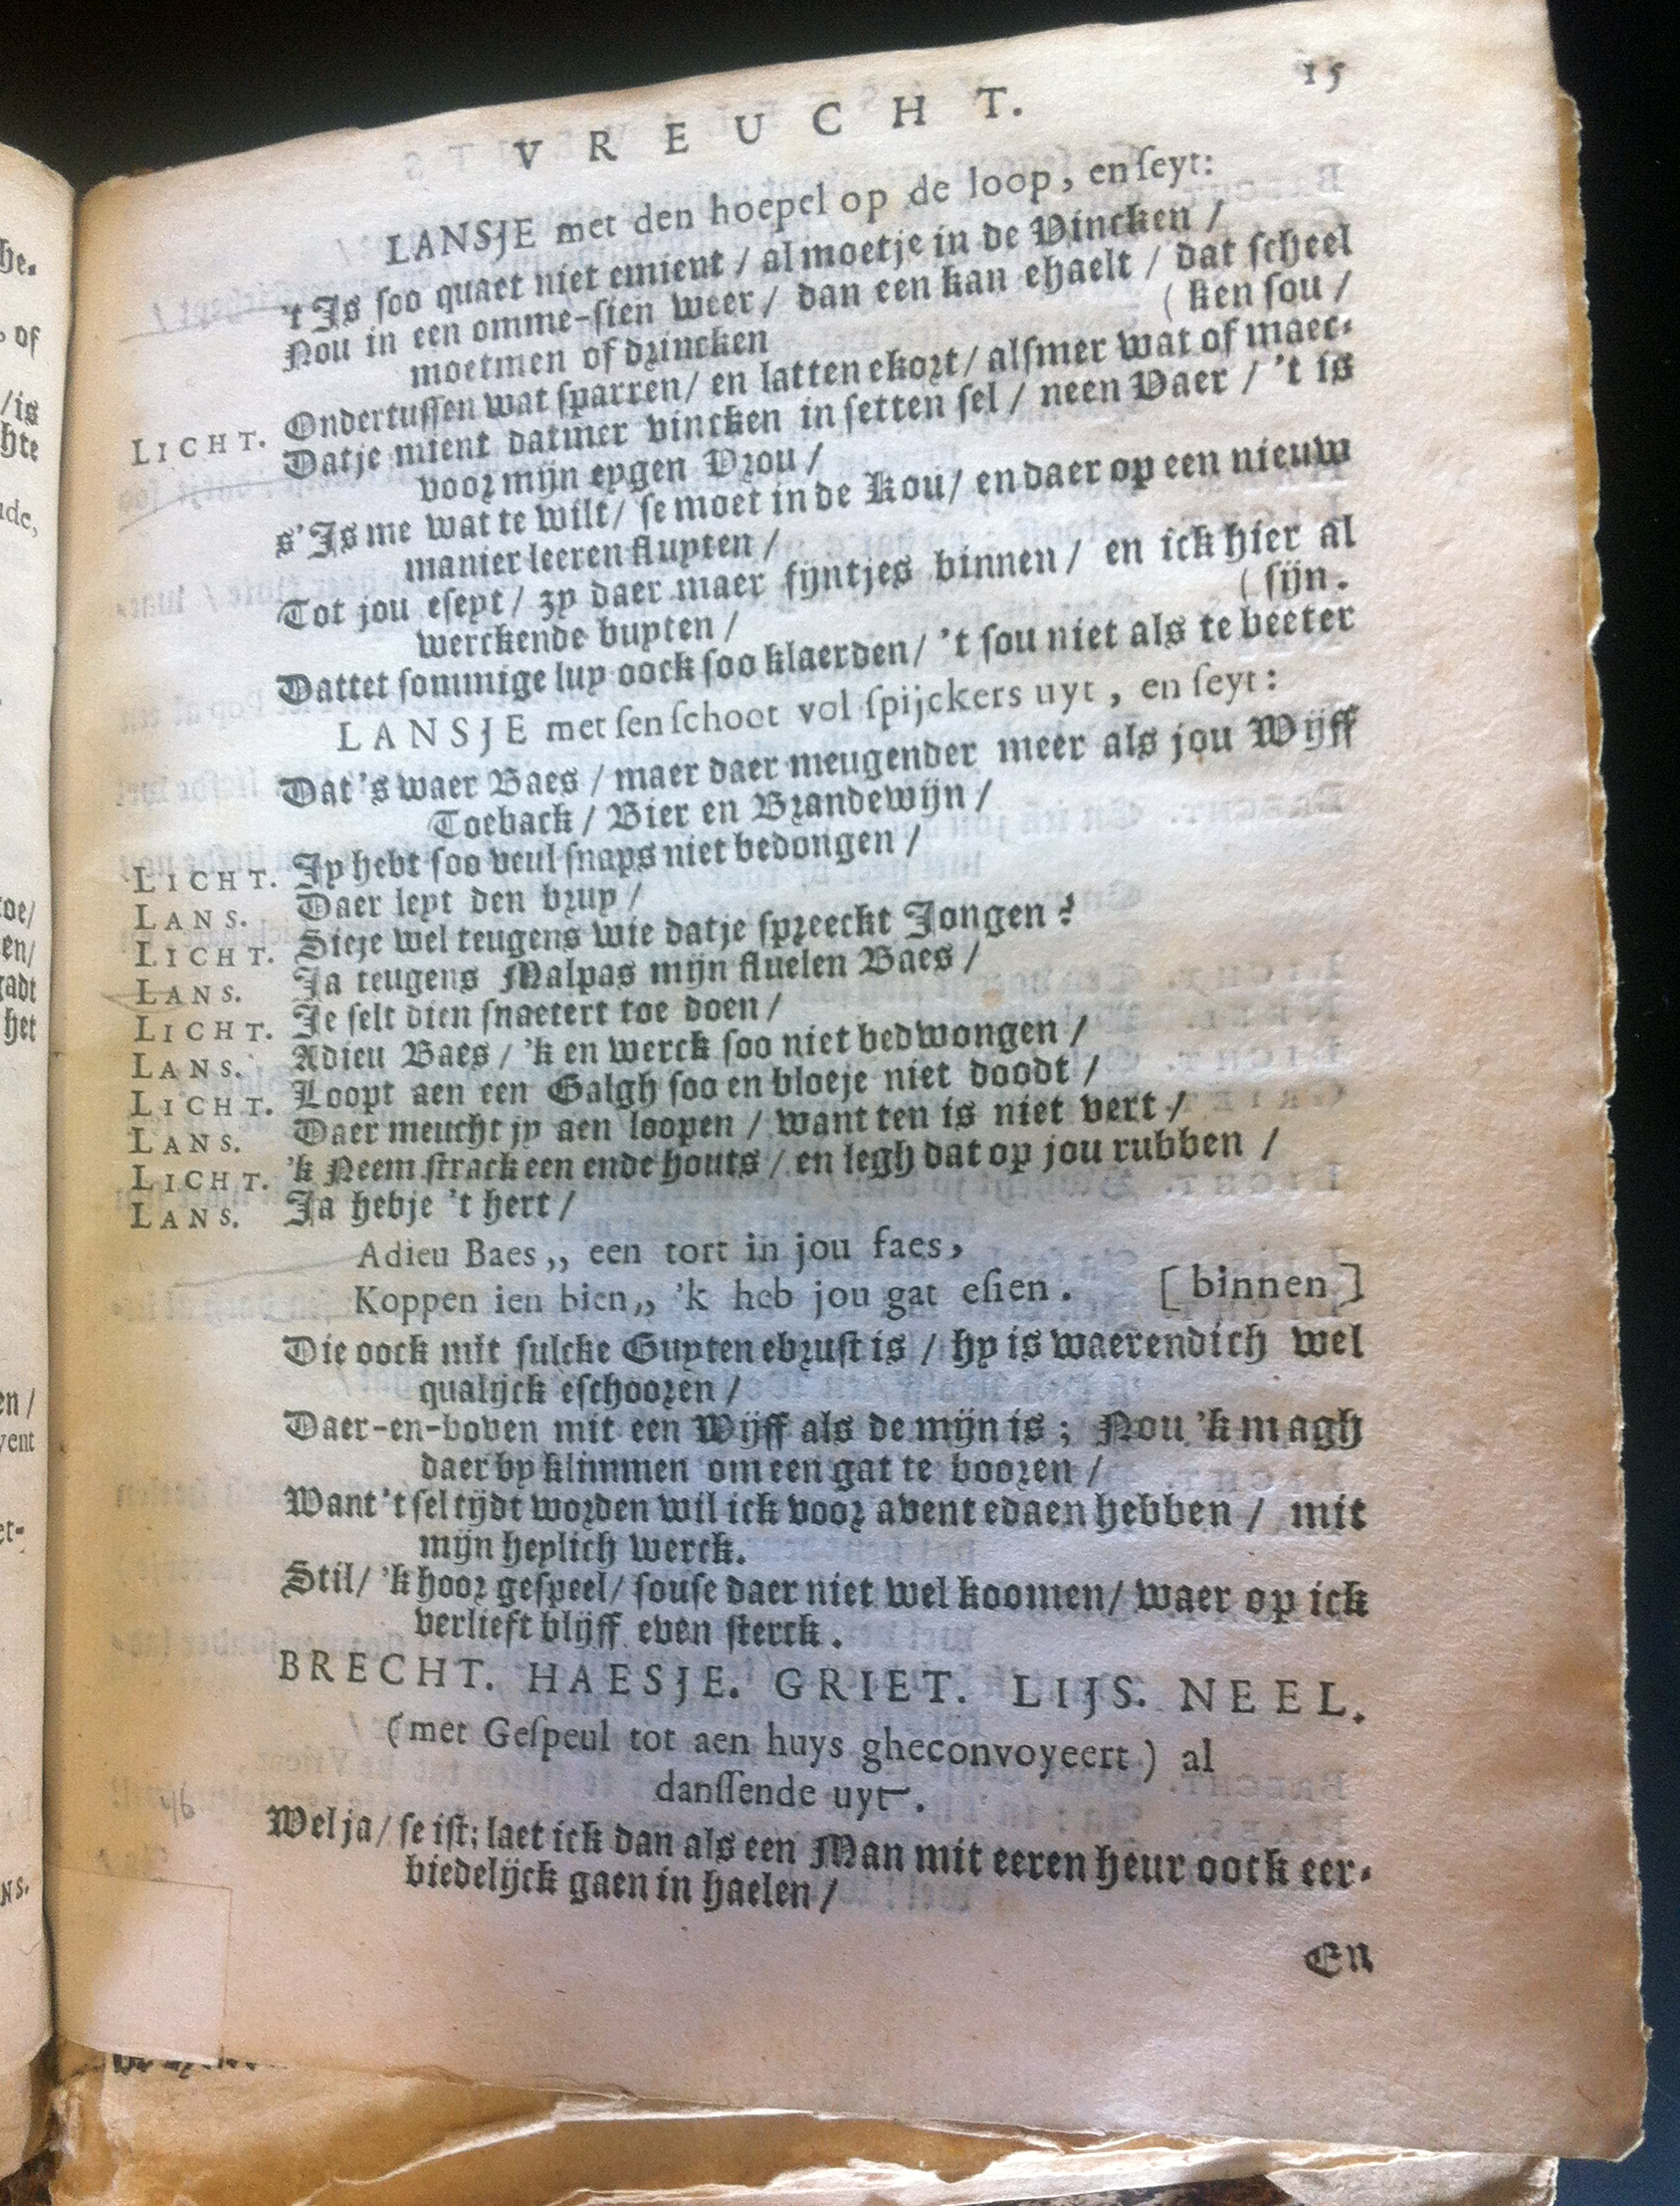 15
VREUCHT.
LANSJE met den hoepel op de loop, en ſeyt:
't Is soo quaet niet emient / al moetje in de Vincken /
Nou in een omme-sien weer / dan een kan ehaelt / dat scheel
moetmen of drincken
( ken sou /
Ondertussen wat sparren / en latten ekort / alsmer wat of maec-
LICHT. Datje mient datmer vincken in setten sel / neen Vaer / 't is
voor mijn eygen Vrou /
s'Is me wat te wilt / se moet in de Kou / en daer op een nieuw
manier leeren fluyten /
Tot jou eseyt / zy daer maer fijntjes binnen / en ick hier al
werckende buyten /
( sijn.
Dattet sommige luy oock soo klaerden / 't sou niet als te beeter
LANSJE met ſen ſchoot vol ſpijckers uyt, en ſeyt:
Dat 's waer Baes / maer daer meugender meer als jou Wijff
Toeback / Bier en Brandewijn /
LICHT. Jy hebt soo veul snaps niet bedongen /
LANS. Daer leyt den bruy /
LICHT. Sieje wel teugens wie datje spreeckt Jongen?
LANS. Ja teugens Malpas mijn fluelen Baes /
LICHT. Je selt dien snaetert toe doen /
LANS. Adieu Baes / 'k en werck soo niet bedwongen /
LICHT. Loopt aen een Galgh soo en bloeje niet doodt /
LANS. Daer meucht jy aen loopen / want ten is niet vert /
LICHT. 'k Neem strack een ende houts / en legh dat op jou rubben /
LANS. Ja hebje 't hert /
Adieu Baes,, een tort in jou faes,
Koppen ien bien,, 'k heb jou gat eſien. [binnen]
Die oock mit sulcke Guyten ebrust is / hy is waerendich wel
qualijck eschooren /
Daer-en-boven mit een Wijff als de mijn is; Nou 'k magh
daer by klimmen om een gat te booren /
Want 't sel tijdt worden wil ick voor avent edaen hebben / mit
mijn heylich werck.
Stil / 'k hoor gespeel / souse daer niet wel koomen / waer op ick
verlieft blijff even sterck.
BRECHT. HAESJE. GRIET. LIJS. NEEL.
(met Geſpeul tot aen huys gheconvoyeert) al
danſſende uyt.
Wel ja / se ist; laet ick dan als een Man mit eeren heur oock eer-
biedelijck gaen in haelen /
En